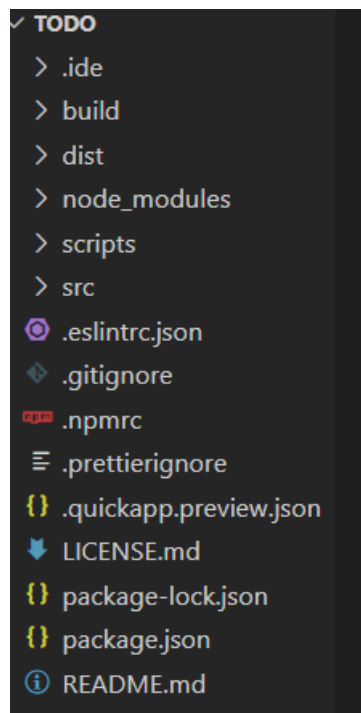 TODO
.ide
build
dist
node_modules
scripts
src
.eslintrc.json
.gitignore
npm .npmrc
.prettierignore
{} .quickapp.preview.json
LICENSE.md
{} package-lock.json
{} package.json
README.md